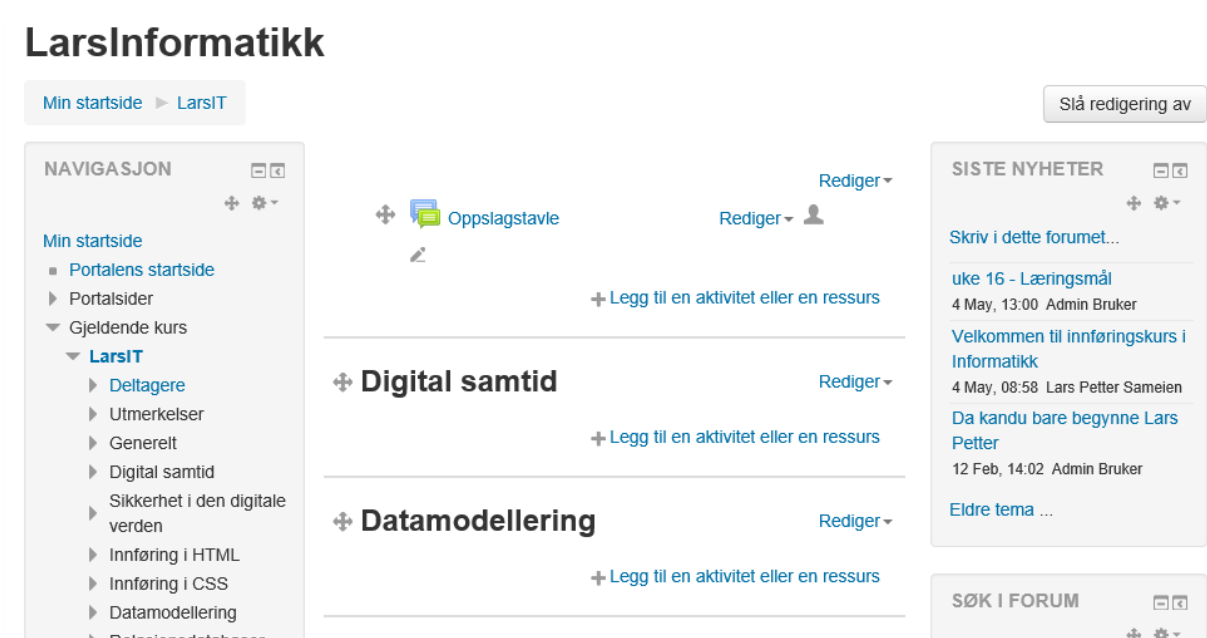 LarsInformatikk
Min startside ► LarsIT
Slå redigering av
NAVIGASJON
Min startside
Portalens startside
Portalsider
Gjeldende kurs
LarsIT
Deltagere
Utmerkelser
Generelt
Digital samtid
Sikkerhet i den digitale
verden
Innføring i HTML
Innføring i CSS
Datamodellering
Rediger
Oppslagstavle
Rediger
Legg til en aktivitet eller en ressurs
Digital samtid
Rediger
Legg til en aktivitet eller en ressurs
Datamodellering
Rediger
Legg til en aktivitet eller en ressurs
SISTE NYHETER
Skriv i dette forumet...
uke 16 - Læringsmål
4 May, 13:00 Admin Bruker
Velkommen til innføringskurs i
Informatikk
4 May, 08:58 Lars Petter Sameien
Da kandu bare begynne Lars
Petter
12 Feb, 14:02 Admin Bruker
Eldre tema ...
SØK I FORUM